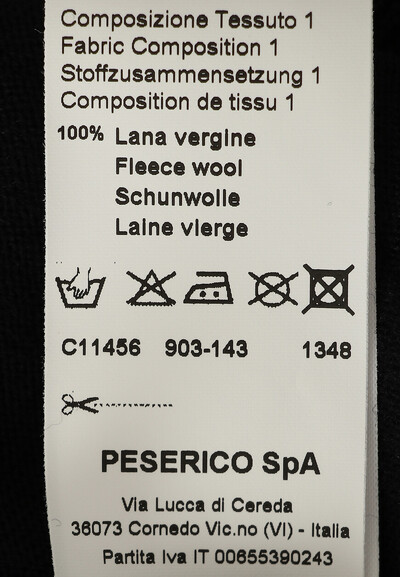 Composizione Tessuto 1
Fabric Composition 1
Stoffzusammensetzung 1
Composition de tissu 1
100% Lana vergine
Fleece wool
Schunwolle
Laine vierge
C11456 903-143 1348
PESERICO SpA
Via Lucca di Cereda
36073 Cornedo Vic.no (VI) - Italia
Partita Iva IT 00655390243